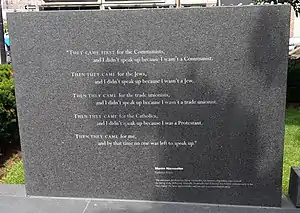 "THEY CAME FIRST for the Communists,
and I didn't speak up because I wasn't a Communist.
THEN THEY CAME for the Jews,
and I didn't speak up because I wasn't a Jew.
THEN THEY CAME for the trade unionists,
and I didn't speak up because I wasn't a trade unionist.
THEN THEY CAME for the Catholics,
and I didn't speak up because I was a Protestant.
THEN THEY CAME for me,
and by that time no one was left to speak up."
Martin Niemoeller